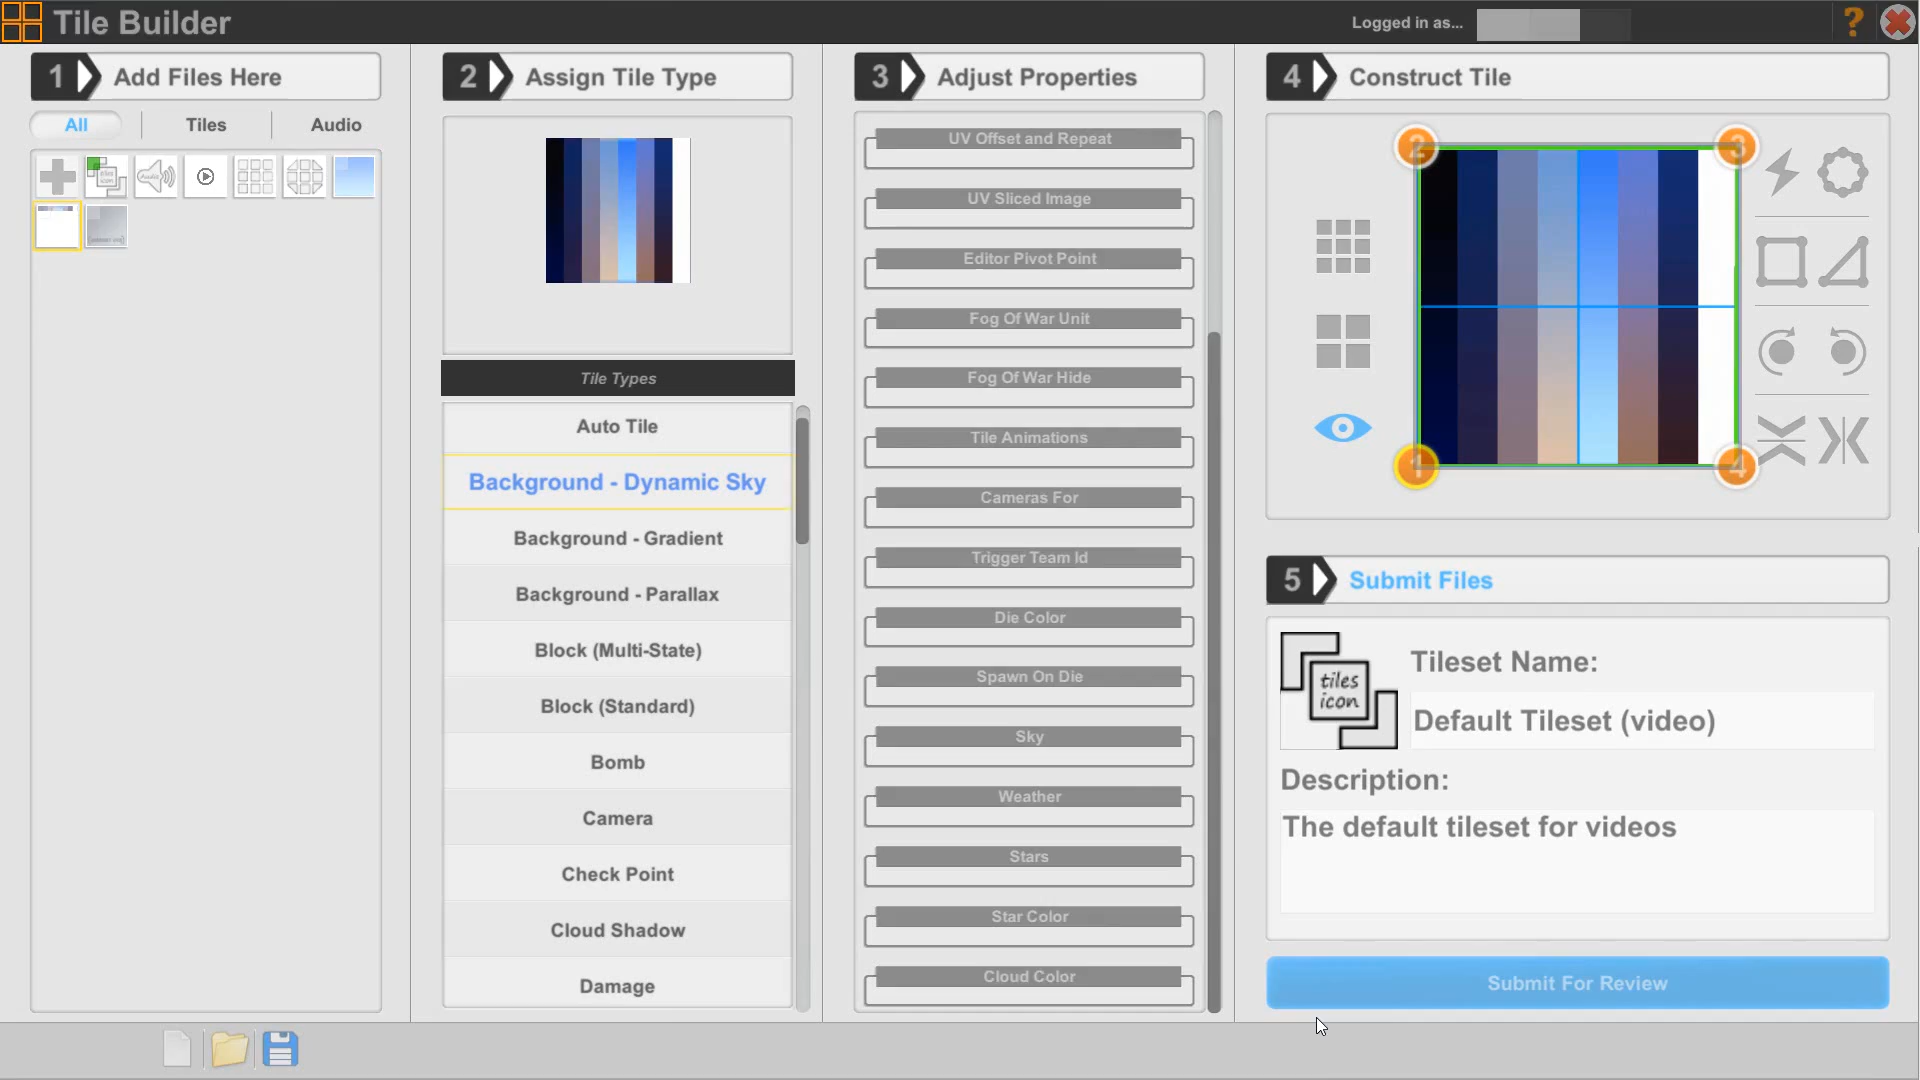 Tile Builder
Logged in as...
?
1 Add Files Here
All
Tiles
Audio
2 Assign Tile Type
Tile Types
Auto Tile
Background - Dynamic Sky
Background - Gradient
Background - Parallax
Block (Multi-State)
Block (Standard)
Bomb
Camera
Check Point
Cloud Shadow
Damage
3 Adjust Properties
UV Offset and Repeat
UV Sliced Image
Editor Pivot Point
Fog Of War Unit
Fog Of War Hide
Tile Animations
Cameras For
Trigger Team Id
Die Color
Spawn On Die
Sky
Weather
Stars
Star Color
Cloud Color
4 Construct Tile
2
3
1
4
5 Submit Files
tiles
icon
Tileset Name:
Default Tileset (video)
Description:
The default tileset for videos
Submit For Review